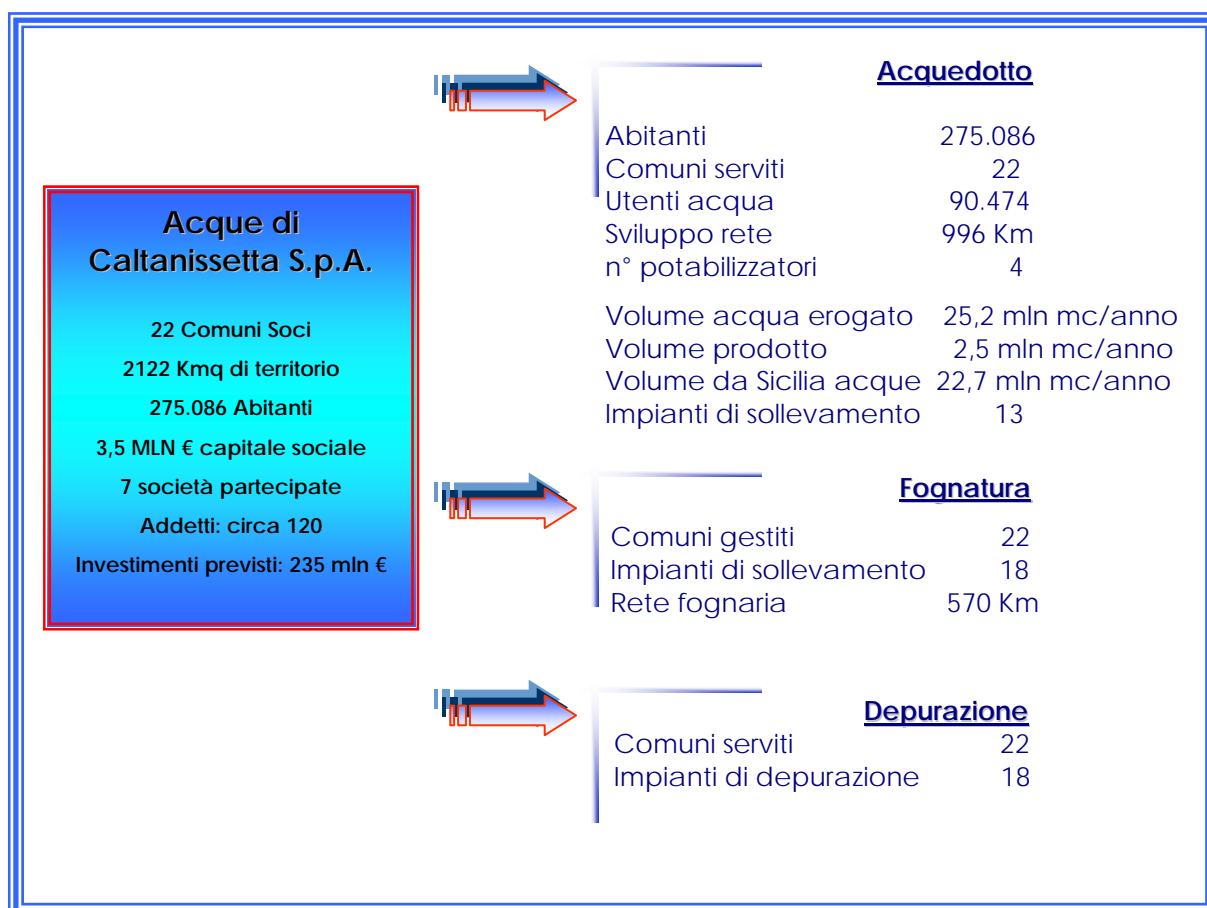 Acque di
Caltanissetta S.p.A.
22 Comuni Soci
2122 Kmq di territorio
275.086 Abitanti
3,5 MLN € capitale sociale
7 società partecipate
Addetti: circa 120
Investimenti previsti: 235 mln €
Acquedotto
Abitanti 275.086
Comuni serviti 22
Utenti acqua 90.474
Sviluppo rete 996 Km
n° potabilizzatori 4
Volume acqua erogato 25,2 mln mc/anno
Volume prodotto 2,5 mln mc/anno
Volume da Sicilia acque 22,7 mln mc/anno
Impianti di sollevamento 13
Fognatura
Comuni gestiti 22
Impianti di sollevamento 18
Rete fognaria 570 Km
Depurazione
Comuni serviti 22
Impianti di depurazione 18